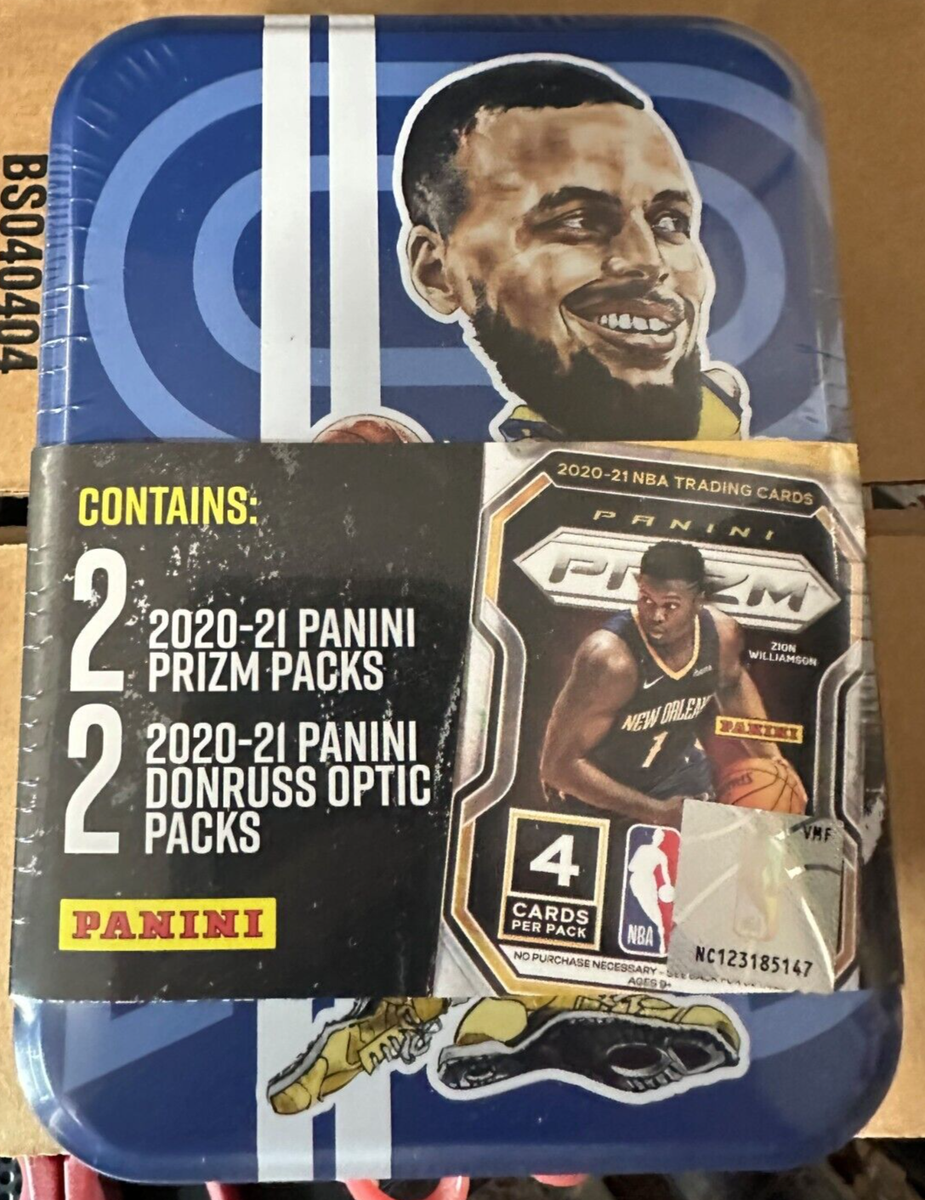 BS040404
CONTAINS:
2
2020-21 PANINI
PRIZM PACKS
2
2020-21 PANINI
DONRUSS OPTIC
PACKS
PANINI
2020-21 NBA TRADING CARDS
PANINI
PRIZM
ZION
WILLIAMSON
NEW ORLEAN
1
PANINI
4
CARDS
PER PACK
NBA
VMF
NC123185147
NO PURCHASE NECESSARY -
AGES 9+